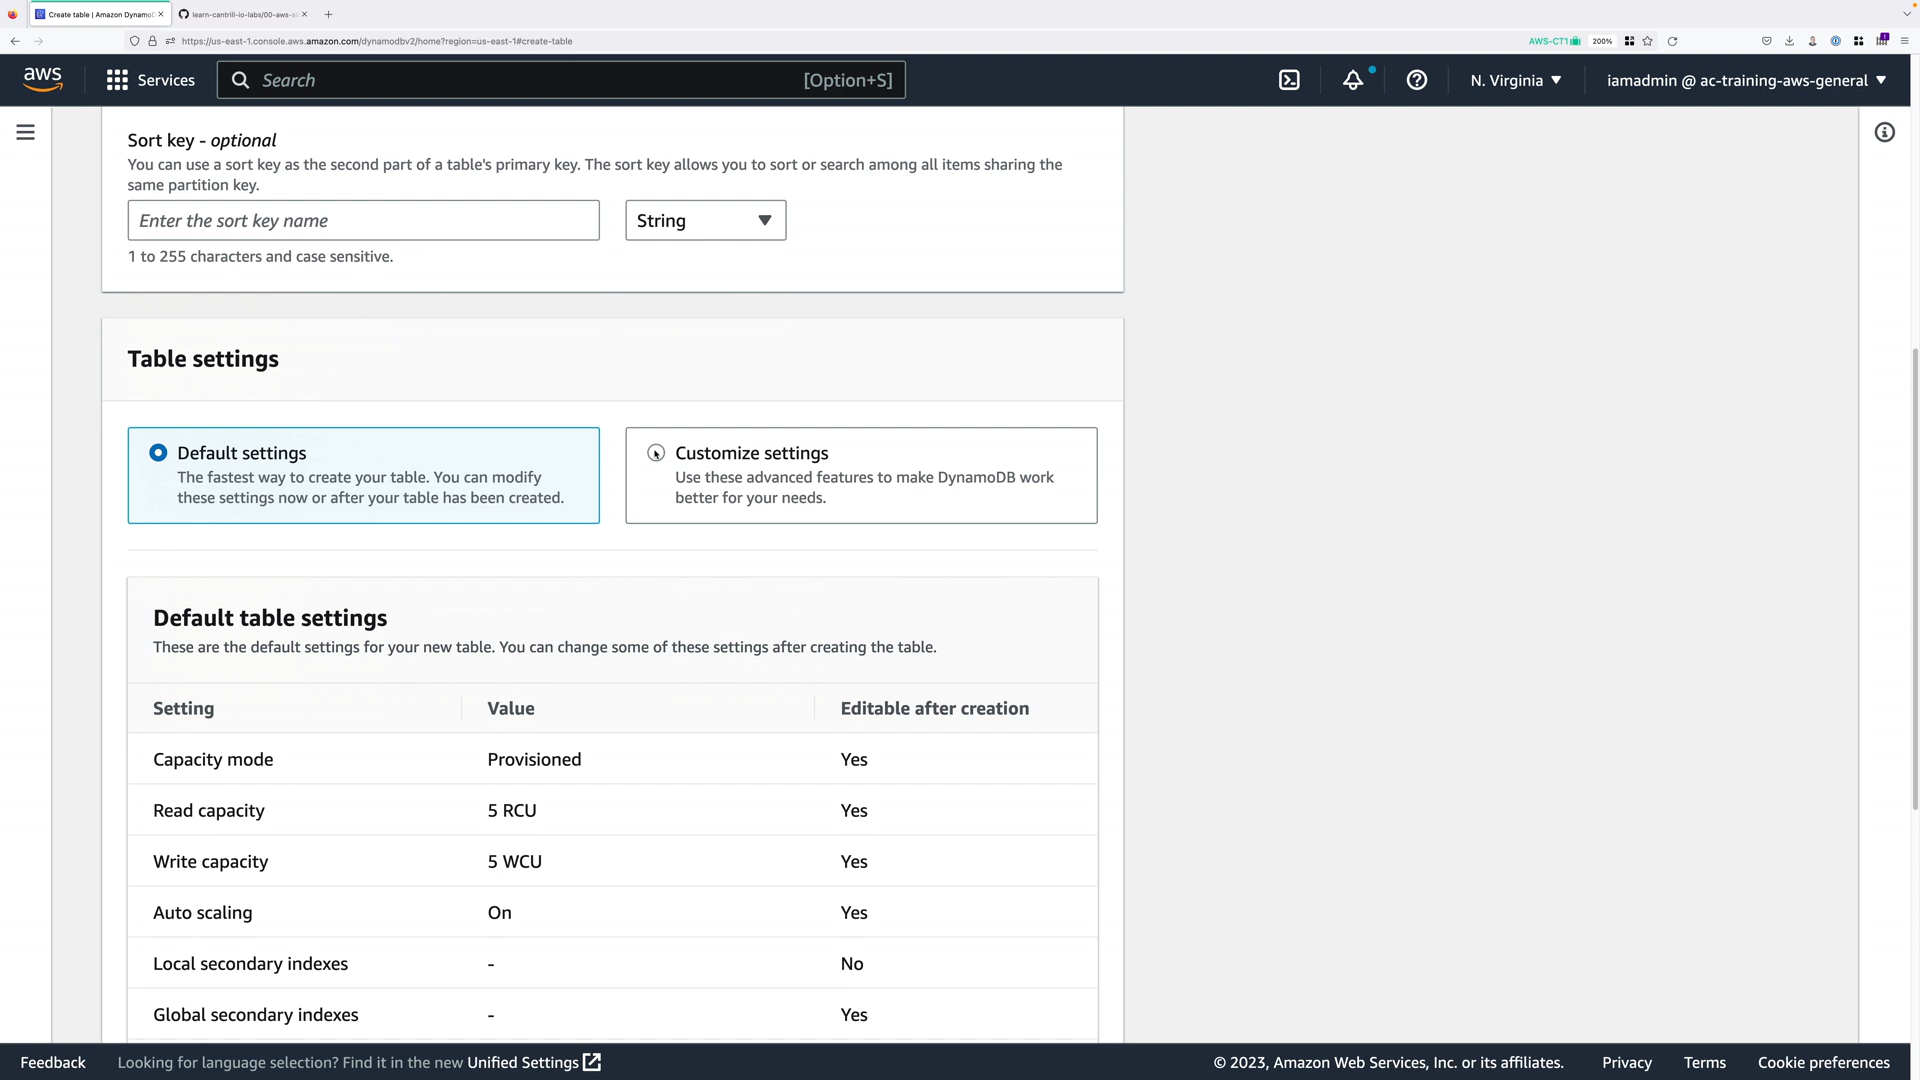 Create table | Amazon Dynamo
learn-cantrill-io-labs/00-aws-si
https://us-east-1.console.aws.amazon.com/dynamodbv2/home?region=us-east-1#create-table
AWS-CT1
200%
aws
Services
Search
[Option+S]
N. Virginia
iamadmin @ ac-training-aws-general
Sort key - optional
You can use a sort key as the second part of a table's primary key. The sort key allows you to sort or search among all items sharing the
same partition key.
Enter the sort key name
String
1 to 255 characters and case sensitive.
Table settings
Default settings
The fastest way to create your table. You can modify
these settings now or after your table has been created.
Customize settings
Use these advanced features to make DynamoDB work
better for your needs.
Default table settings
These are the default settings for your new table. You can change some of these settings after creating the table.
Setting
Value
Editable after creation
Capacity mode
Provisioned
Yes
Read capacity
5 RCU
Yes
Write capacity
5 WCU
Yes
Auto scaling
On
Yes
Local secondary indexes
-
No
Global secondary indexes
-
Yes
Feedback
Looking for language selection? Find it in the new Unified Settings
© 2023, Amazon Web Services, Inc. or its affiliates.
Privacy
Terms
Cookie preferences